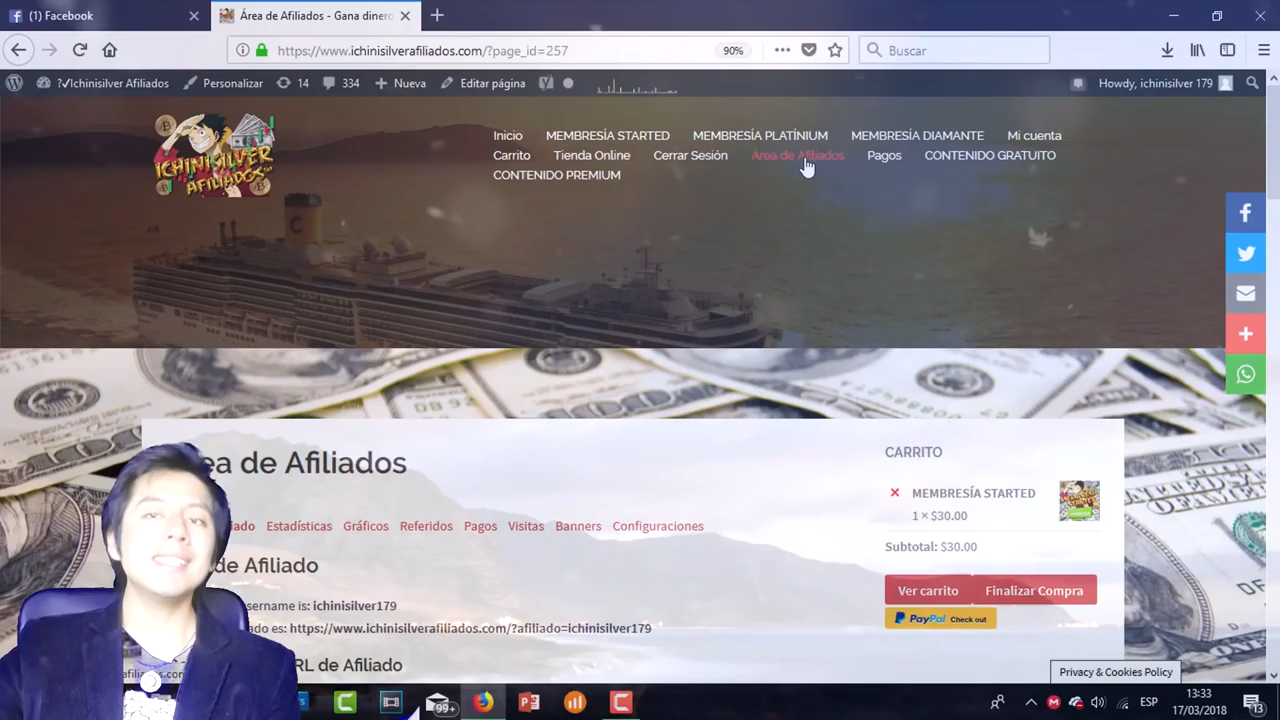 (1) Facebook
Área de Afiliados - Gana dinero
https://www.ichinisilverafiliados.com/?page_id=257
90%
Buscar
?✓Ichinisilver Afiliados
Personalizar
14
334
Nueva
Editar página
Howdy, ichinisilver 179
ICHINISILVER
AFILIADOS
Inicio MEMBRESÍA STARTED MEMBRESÍA PLATÍNIUM MEMBRESÍA DIAMANTE Mi cuenta
Carrito Tienda Online Cerrar Sesión Área de Afiliados Pagos CONTENIDO GRATUITO
CONTENIDO PREMIUM
C
ea de Afiliados
iado Estadísticas Gráficos Referidos Pagos Visitas Banners Configuraciones
de Afiliado
sername is: ichinisilver179
ado es: https://www.ichinisilverafiliados.com/?afiliado=ichinisilver179
RL de Afiliado
CARRITO
MEMBRESÍA STARTED
1 × $30.00
Subtotal: $30.00
Ver carrito Finalizar Compra
PayPal Check out
Privacy & Cookies Policy
99+
ESP
13:33
17/03/2018
13